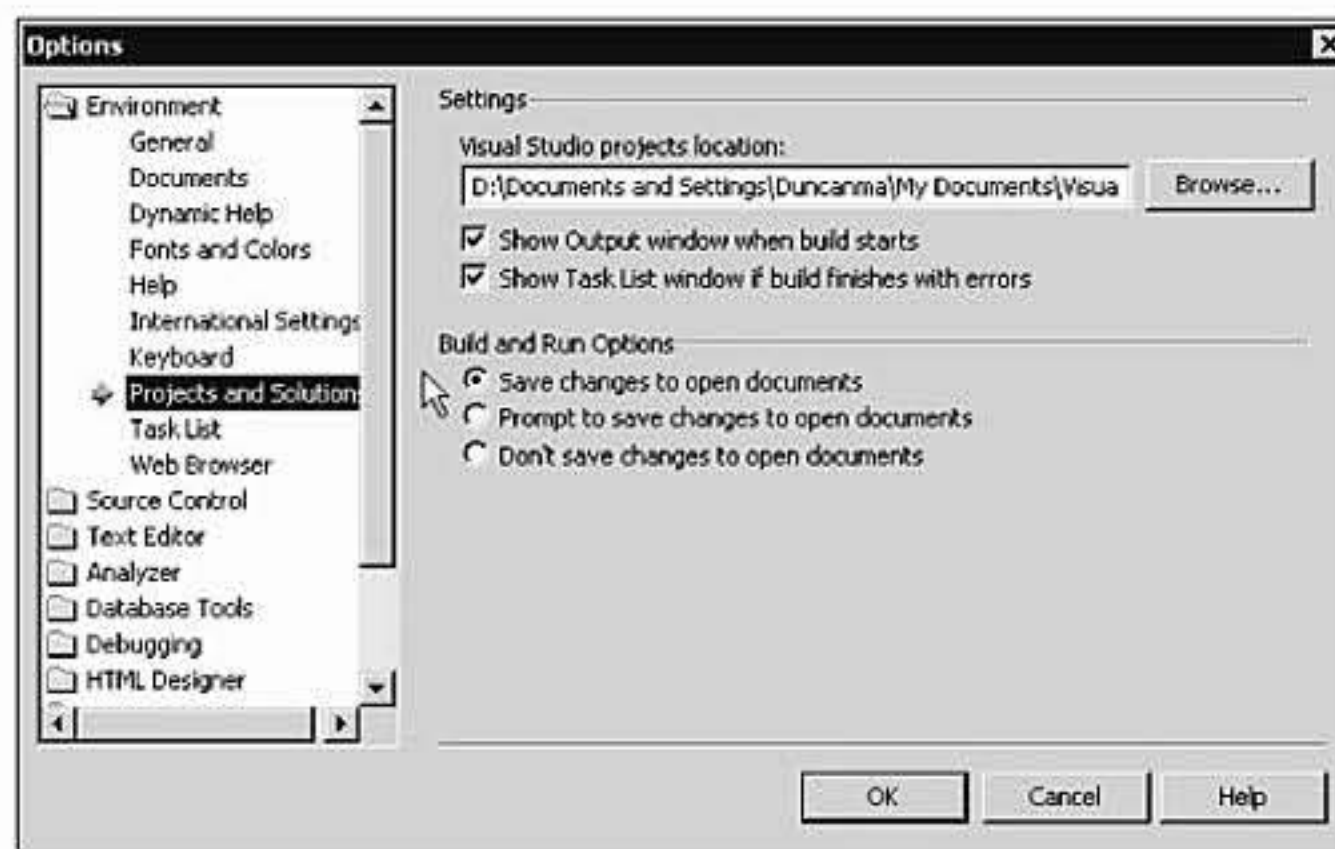 Options
Environment
General
Documents
Dynamic Help
Fonts and Colors
Help
International Settings
Keyboard
Projects and Solution
Task List
Web Browser
Source Control
Text Editor
Analyzer
Database Tools
Debugging
HTML Designer
Settings
Visual Studio projects location:
D:\Documents and Settings\Duncanma\My Documents\Visua
Browse...
Show Output window when build starts
Show Task List window if build finishes with errors
Build and Run Options
Save changes to open documents
Prompt to save changes to open documents
Don't save changes to open documents
OK
Cancel
Help